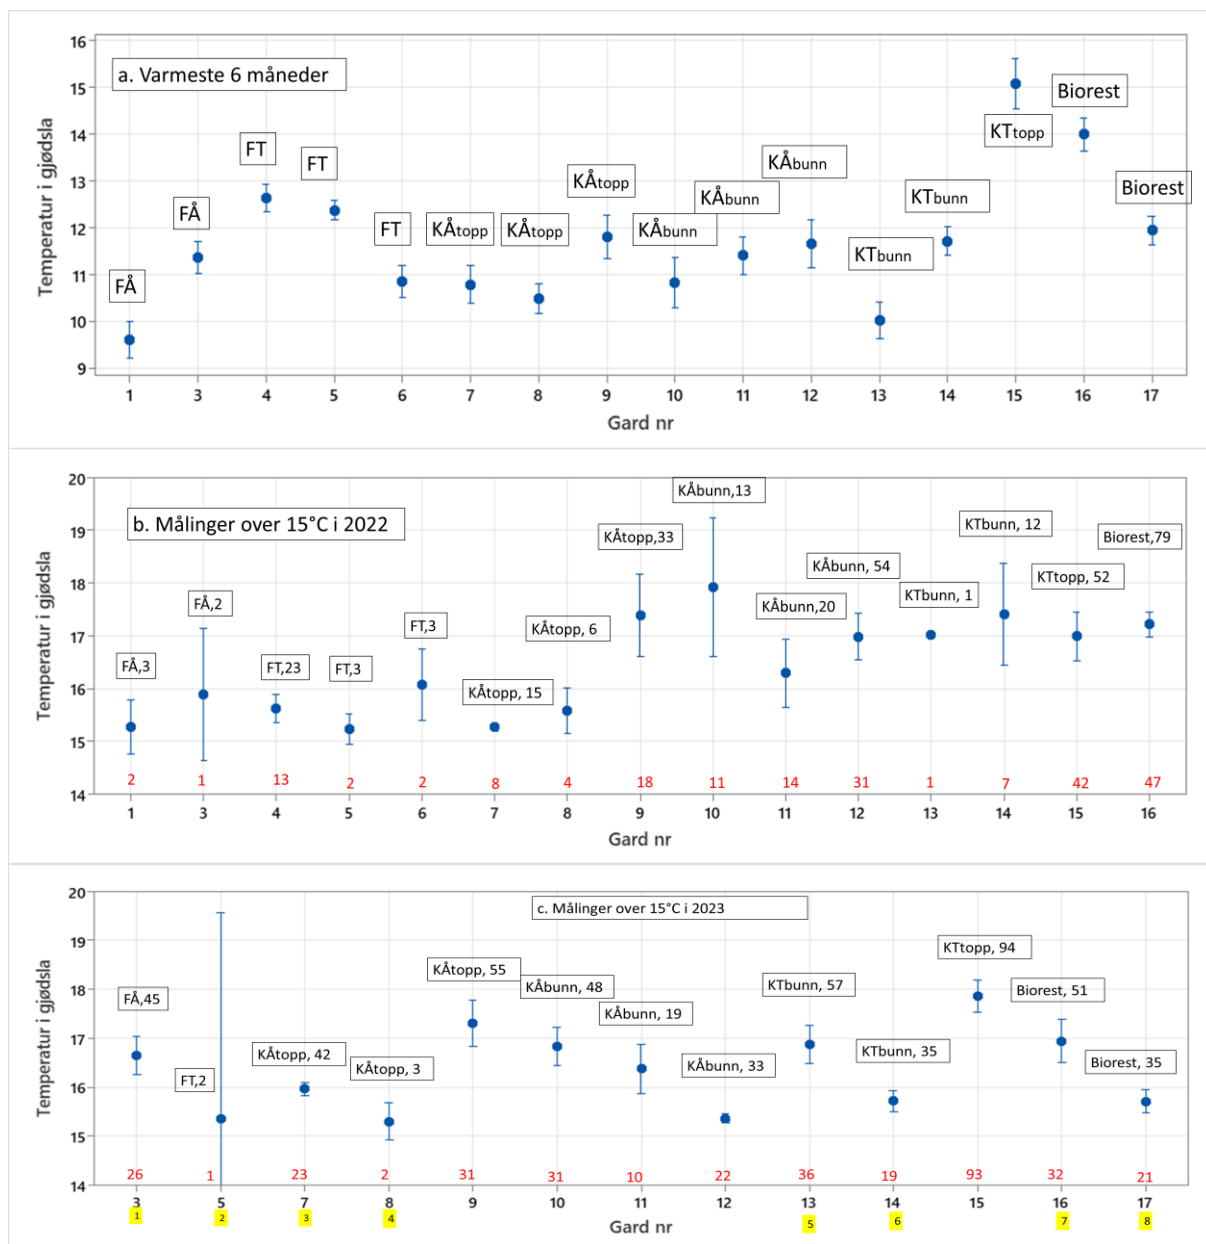 a. Varmeste 6 måneder
Temperatur i gjødsla
16
15
14
13
12
11
10
9
FÅ
FÅ
FT
FT
FT
KÅtopp
KÅtopp
KÅtopp
KÅbunn
KÅbunn
KÅbunn
KTbunn
KTbunn
KTtopp
Biorest
Biorest
1 3 4 5 6 7 8 9 10 11 12 13 14 15 16 17
Gard nr
b. Målinger over 15°C i 2022
Temperatur i gjødsla
20
19
18
17
16
15
14
FÅ,3
FÅ,2
FT,23
FT,3
FT,3
KÅtopp, 15
KÅtopp, 6
KÅtopp,33
KÅbunn,13
KÅbunn,20
KÅbunn, 54
KTbunn, 1
KTbunn, 12
KTtopp, 52
Biorest,79
2 1 13 2 2 8 4 18 11 14 31 1 7 42 47
1 3 4 5 6 7 8 9 10 11 12 13 14 15 16
Gard nr
c. Målinger over 15°C i 2023
Temperatur i gjødsla
20
19
18
17
16
15
14
FÅ,45
FT,2
KÅtopp, 42
KÅtopp, 3
KÅtopp, 55
KÅbunn, 48
KÅbunn, 19
KÅbunn, 33
KTbunn, 57
KTbunn, 35
KTtopp, 94
Biorest, 51
Biorest, 35
26 1 23 2 31 31 10 22 36 19 93 32 21
3 5 7 8 9 10 11 12 13 14 15 16 17
1 2 3 4 5 6 7 8
Gard nr